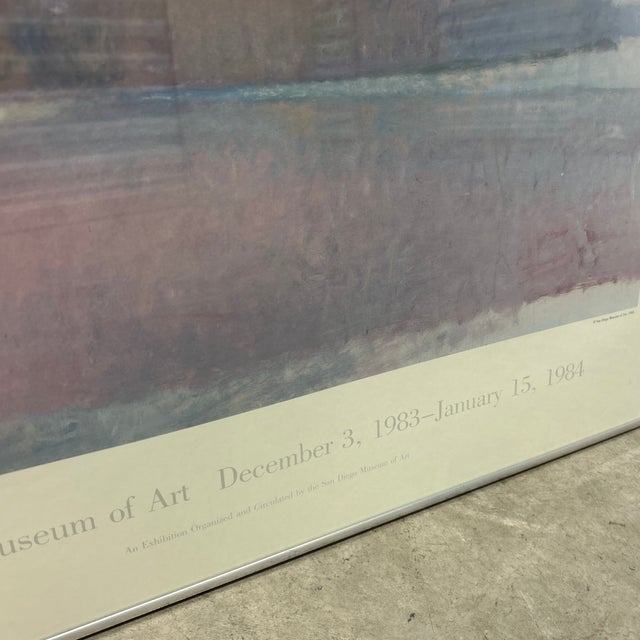 useum of Art December 3, 1983–January 15, 1984
An Exhibition Organized and Circulated by the San Diego Museum of Art